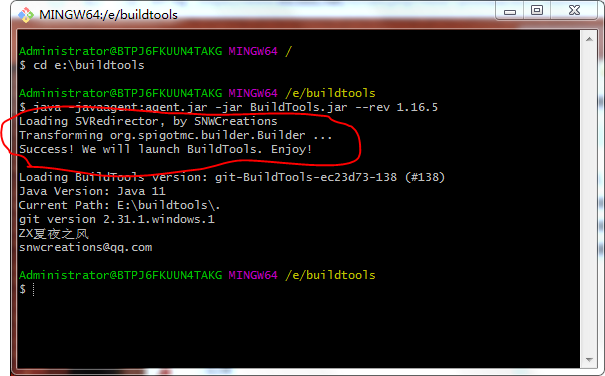 MINGW64:/e/buildtools
Administrator@BTPJ6FKUUN4TAKG MINGW64 /
$ cd e:\buildtools
Administrator@BTPJ6FKUUN4TAKG MINGW64 /e/buildtools
$ java -javaagent:agent.jar -jar BuildTools.jar --rev 1.16.5
Loading SVRedirector, by SNWCreations
Transforming org.spigotmc.builder.Builder ...
Success! We will launch BuildTools. Enjoy!
Loading BuildTools version: git-BuildTools-ec23d73-138 (#138)
Java Version: Java 11
Current Path: E:\buildtools\.
git version 2.31.1.windows.1
ZX夏夜之风
snwcreations@qq.com
Administrator@BTPJ6FKUUN4TAKG MINGW64 /e/buildtools
$